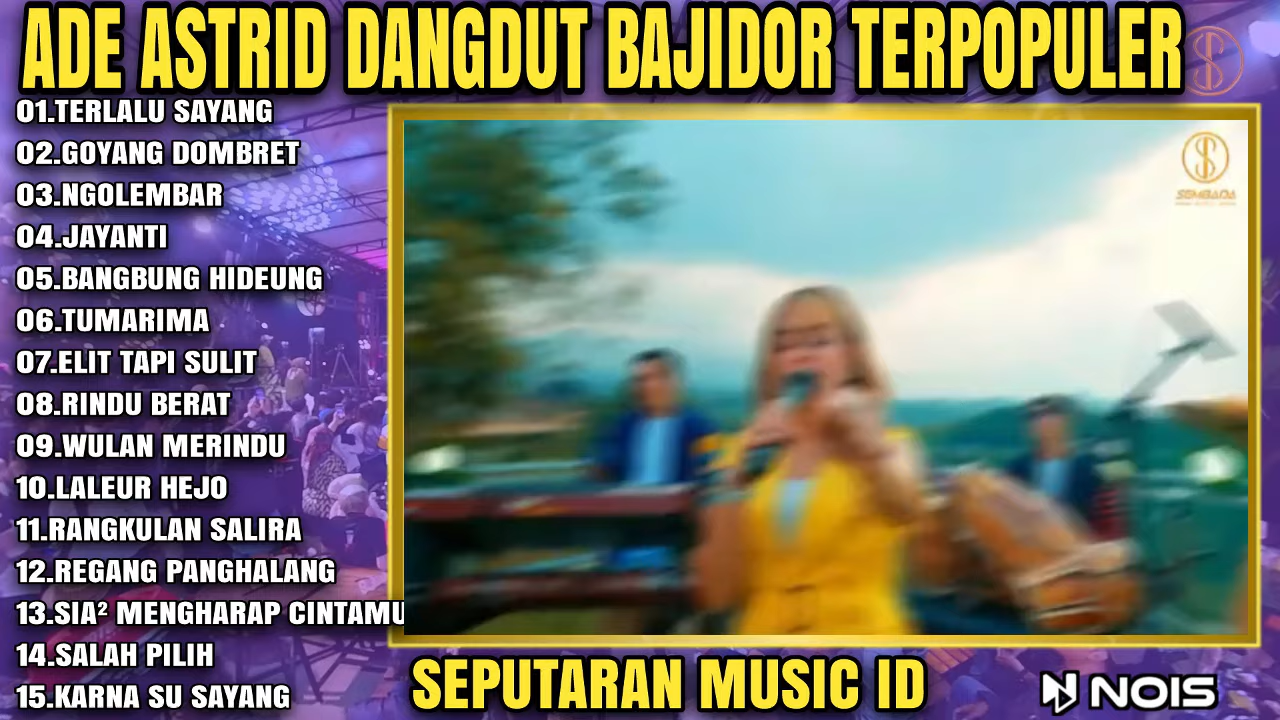 ADE ASTRID DANGDUT BAJIDOR TERPOPULER
01.TERLALU SAYANG
02.GOYANG DOMBRET
03.NGOLEMBAR
04.JAYANTI
05.BANGBUNG HIDEUNG
06.TUMARIMA
07.ELIT TAPI SULIT
08.RINDU BERAT
09.WULAN MERINDU
10.LALEUR HEJO
11.RANGKULAN SALIRA
12.REGANG PANGHALANG
13.SIA² MENGHARAP CINTAMU
14.SALAH PILIH
15.KARNA SU SAYANG
SEMBADA
SEPUTARAN MUSIC ID
NOIS